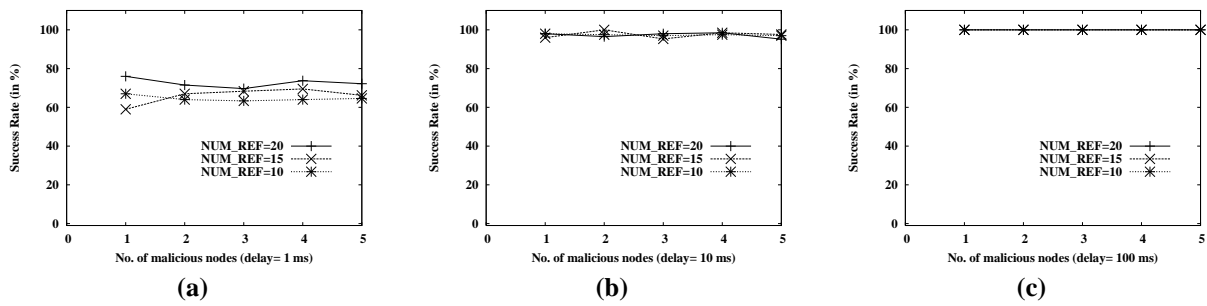 Success Rate (in %)
100
80
60
40
20
0
NUM_REF=20
NUM_REF=15
NUM_REF=10
0 1 2 3 4 5
No. of malicious nodes (delay= 1 ms)
(a)
Success Rate (in %)
100
80
60
40
20
0
NUM_REF=20
NUM_REF=15
NUM_REF=10
0 1 2 3 4 5
No. of malicious nodes (delay= 10 ms)
(b)
Success Rate (in %)
100
80
60
40
20
0
NUM_REF=20
NUM_REF=15
NUM_REF=10
0 1 2 3 4 5
No. of malicious nodes (delay= 100 ms)
(c)